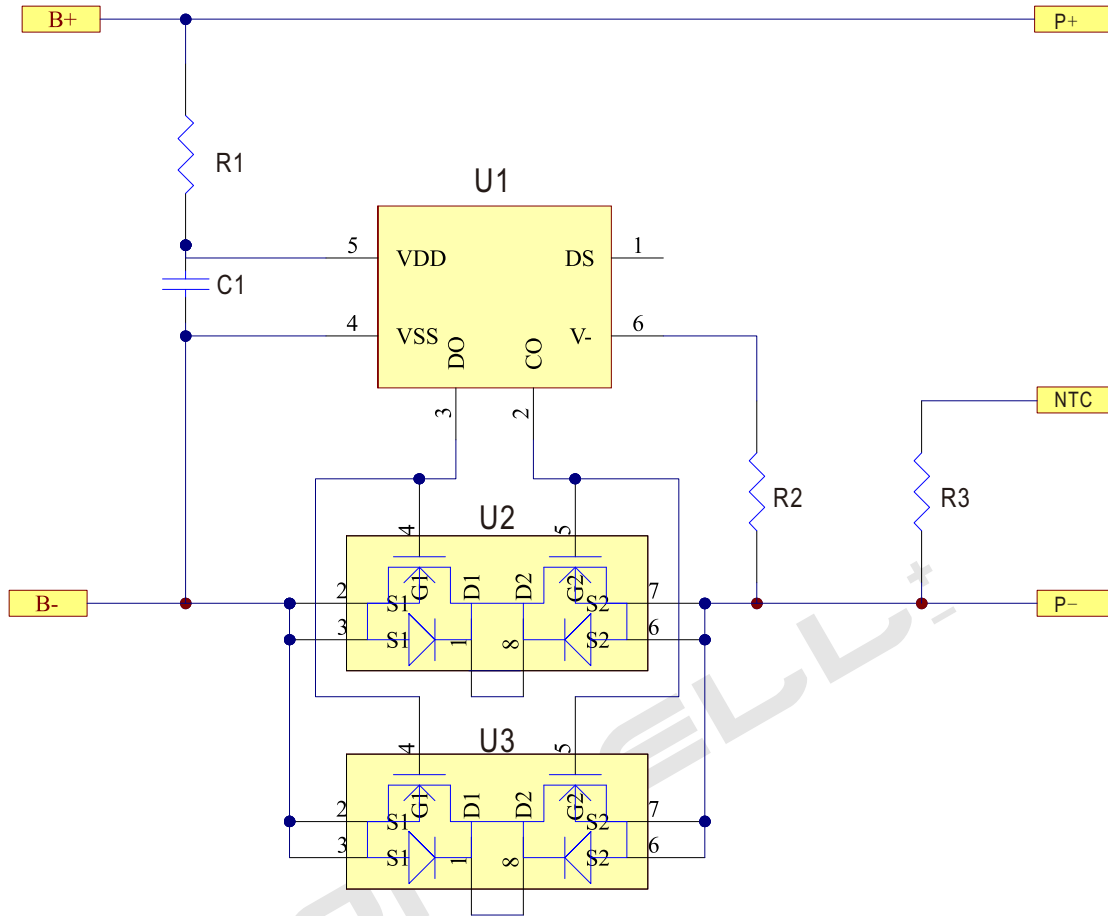 B+ P+
R1
U1
5 VDD DS 1
C1
4 VSS V- 6
DO CO
3 2
NTC
R2 R3
U2
4 5
G1 D1 D2 G2
B- 2 S1 S2 7 P-
3 S1 1 8 S2 6
U3
4 5
G1 D1 D2 G2
2 S1 S2 7
3 S1 1 8 S2 6
ELL